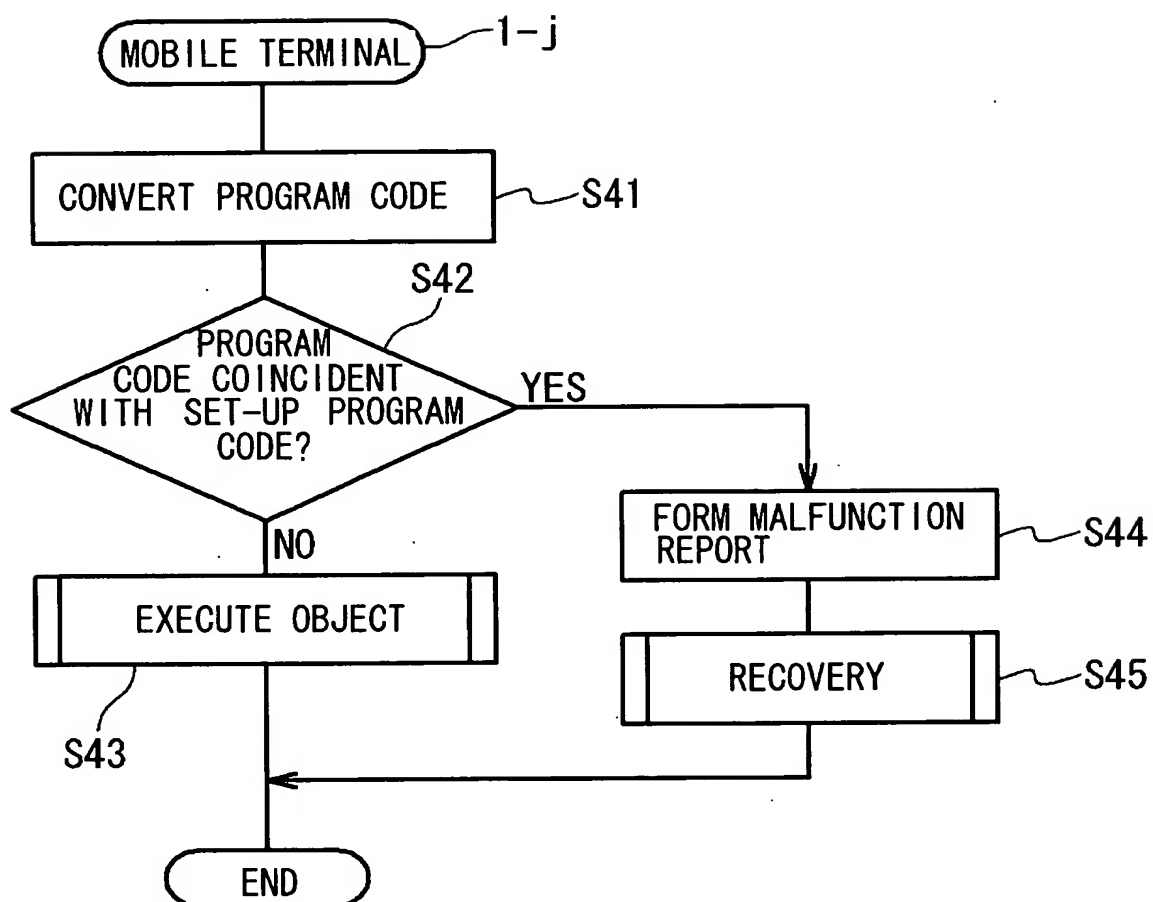 MOBILE TERMINAL
1-j
CONVERT PROGRAM CODE
S41
S42
PROGRAM
CODE COINCIDENT
WITH SET-UP PROGRAM
CODE?
YES
NO
FORM MALFUNCTION
REPORT
S44
EXECUTE OBJECT
S43
RECOVERY
S45
END